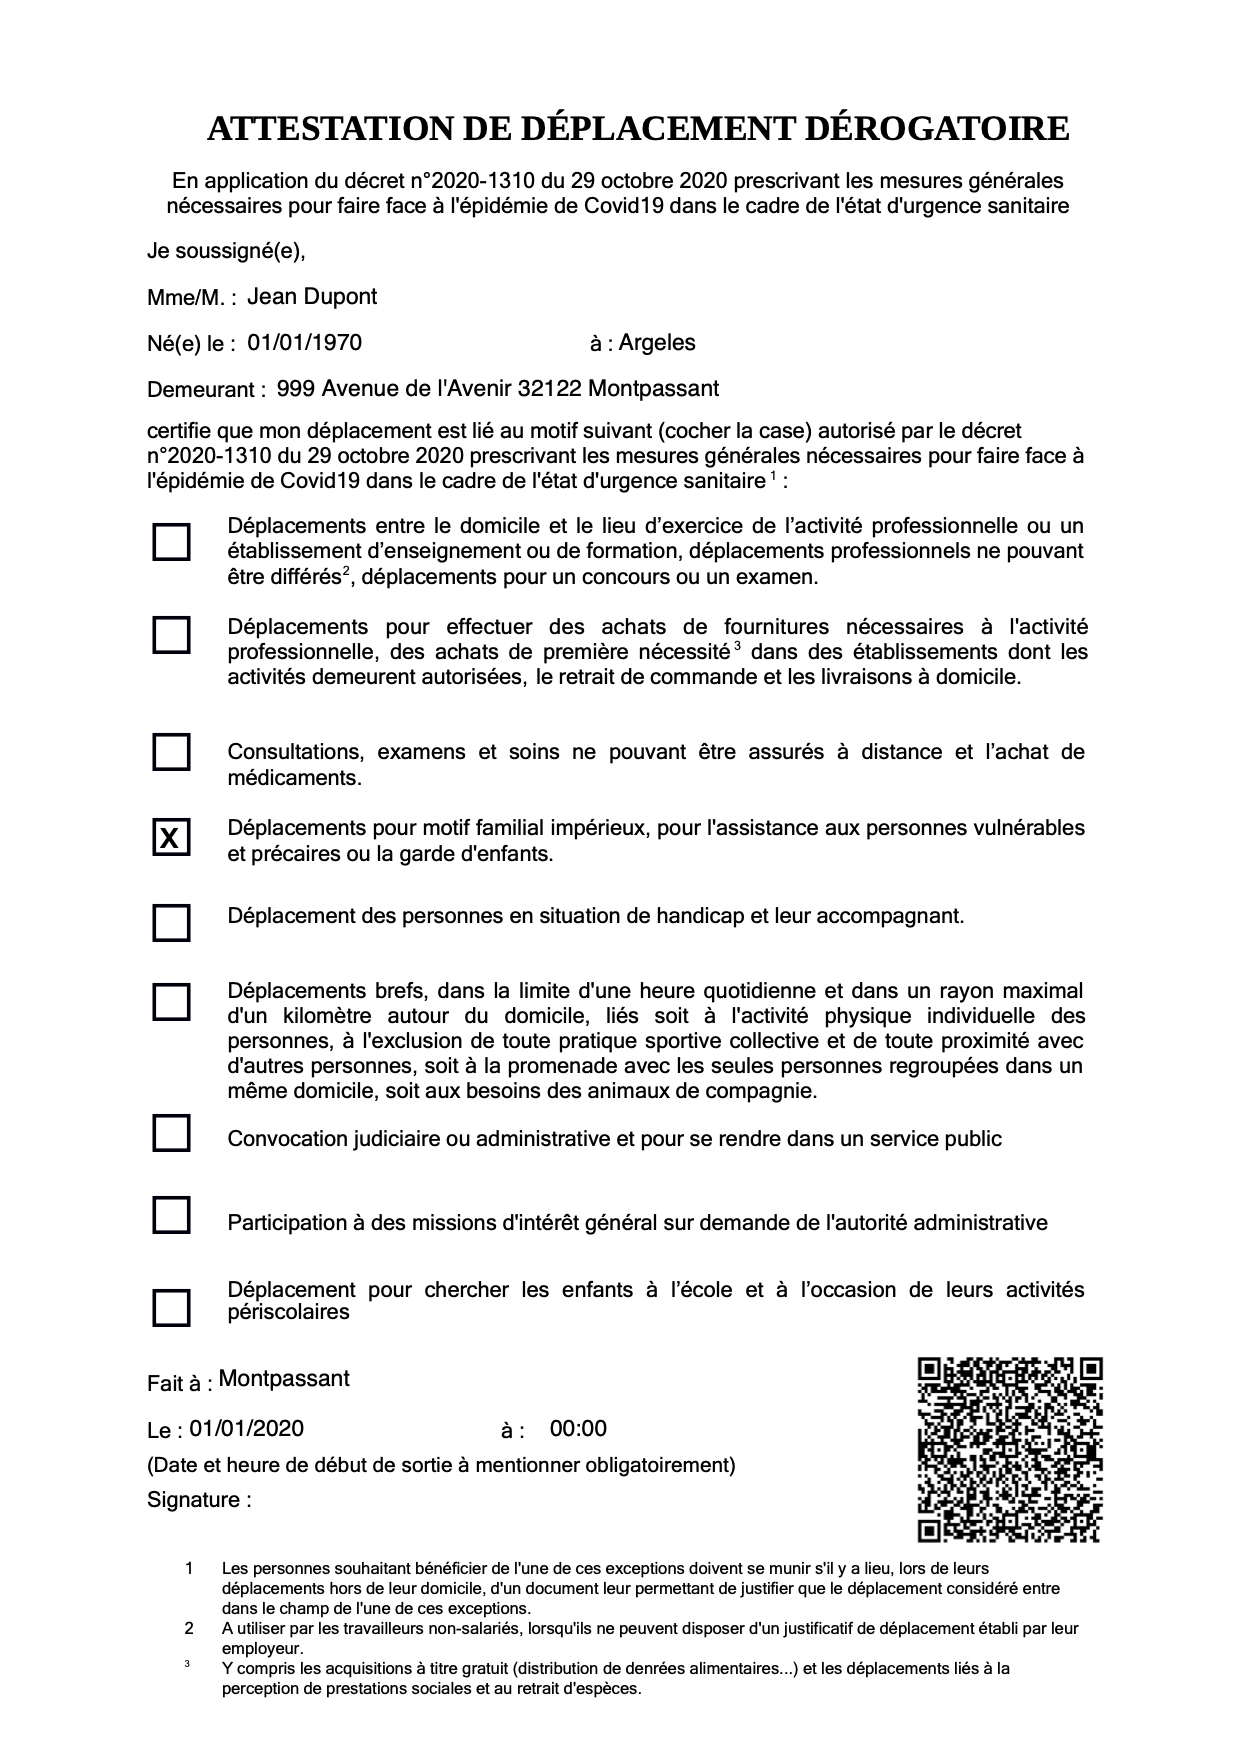 ATTESTATION DE DÉPLACEMENT DÉROGATOIRE
En application du décret n°2020-1310 du 29 octobre 2020 prescrivant les mesures générales
nécessaires pour faire face à l'épidémie de Covid19 dans le cadre de l'état d'urgence sanitaire
Je soussigné(e),
Mme/M. : Jean Dupont
Né(e) le : 01/01/1970 à : Argeles
Demeurant : 999 Avenue de l'Avenir 32122 Montpassant
certifie que mon déplacement est lié au motif suivant (cocher la case) autorisé par le décret
n°2020-1310 du 29 octobre 2020 prescrivant les mesures générales nécessaires pour faire face à
l'épidémie de Covid19 dans le cadre de l'état d'urgence sanitaire 1 :
Déplacements entre le domicile et le lieu d’exercice de l’activité professionnelle ou un
établissement d’enseignement ou de formation, déplacements professionnels ne pouvant
être différés2, déplacements pour un concours ou un examen.
Déplacements pour effectuer des achats de fournitures nécessaires à l'activité
professionnelle, des achats de première nécessité 3 dans des établissements dont les
activités demeurent autorisées, le retrait de commande et les livraisons à domicile.
Consultations, examens et soins ne pouvant être assurés à distance et l’achat de
médicaments.
X Déplacements pour motif familial impérieux, pour l'assistance aux personnes vulnérables
et précaires ou la garde d'enfants.
Déplacement des personnes en situation de handicap et leur accompagnant.
Déplacements brefs, dans la limite d'une heure quotidienne et dans un rayon maximal
d'un kilomètre autour du domicile, liés soit à l'activité physique individuelle des
personnes, à l'exclusion de toute pratique sportive collective et de toute proximité avec
d'autres personnes, soit à la promenade avec les seules personnes regroupées dans un
même domicile, soit aux besoins des animaux de compagnie.
Convocation judiciaire ou administrative et pour se rendre dans un service public
Participation à des missions d'intérêt général sur demande de l'autorité administrative
Déplacement pour chercher les enfants à l’école et à l’occasion de leurs activités
périscolaires
Fait à : Montpassant
Le : 01/01/2020 à : 00:00
(Date et heure de début de sortie à mentionner obligatoirement)
Signature :
1 Les personnes souhaitant bénéficier de l'une de ces exceptions doivent se munir s'il y a lieu, lors de leurs
déplacements hors de leur domicile, d'un document leur permettant de justifier que le déplacement considéré entre
dans le champ de l'une de ces exceptions.
2 A utiliser par les travailleurs non-salariés, lorsqu'ils ne peuvent disposer d'un justificatif de déplacement établi par leur
employeur.
3 Y compris les acquisitions à titre gratuit (distribution de denrées alimentaires...) et les déplacements liés à la
perception de prestations sociales et au retrait d'espèces.